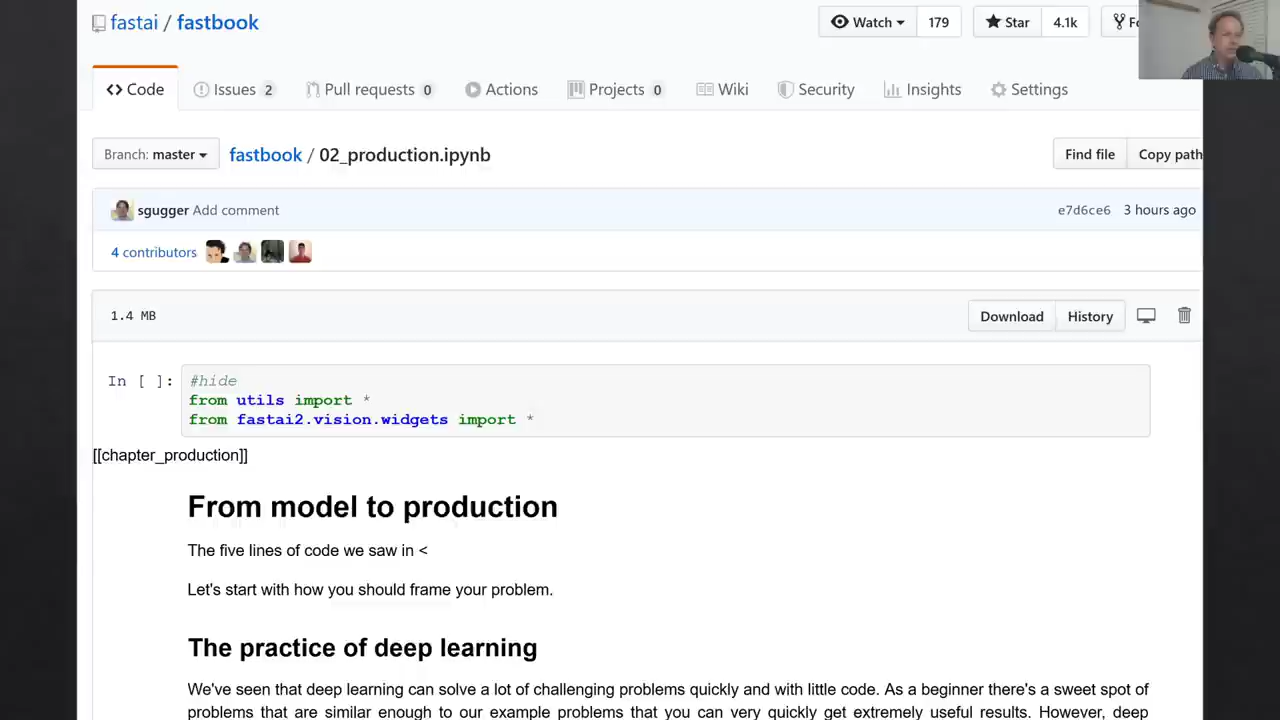 fastai / fastbook
Watch 179 Star 4.1k Fo
Code Issues 2 Pull requests 0 Actions Projects 0 Wiki Security Insights Settings
Branch: master fastbook / 02_production.ipynb Find file Copy path
sgugger Add comment e7d6ce6 3 hours ago
4 contributors
1.4 MB Download History
In [ ]: #hide
from utils import *
from fastai2.vision.widgets import *
[[chapter_production]]
From model to production
The five lines of code we saw in <
Let's start with how you should frame your problem.
The practice of deep learning
We've seen that deep learning can solve a lot of challenging problems quickly and with little code. As a beginner there's a sweet spot of
problems that are similar enough to our example problems that you can very quickly get extremely useful results. However, deep